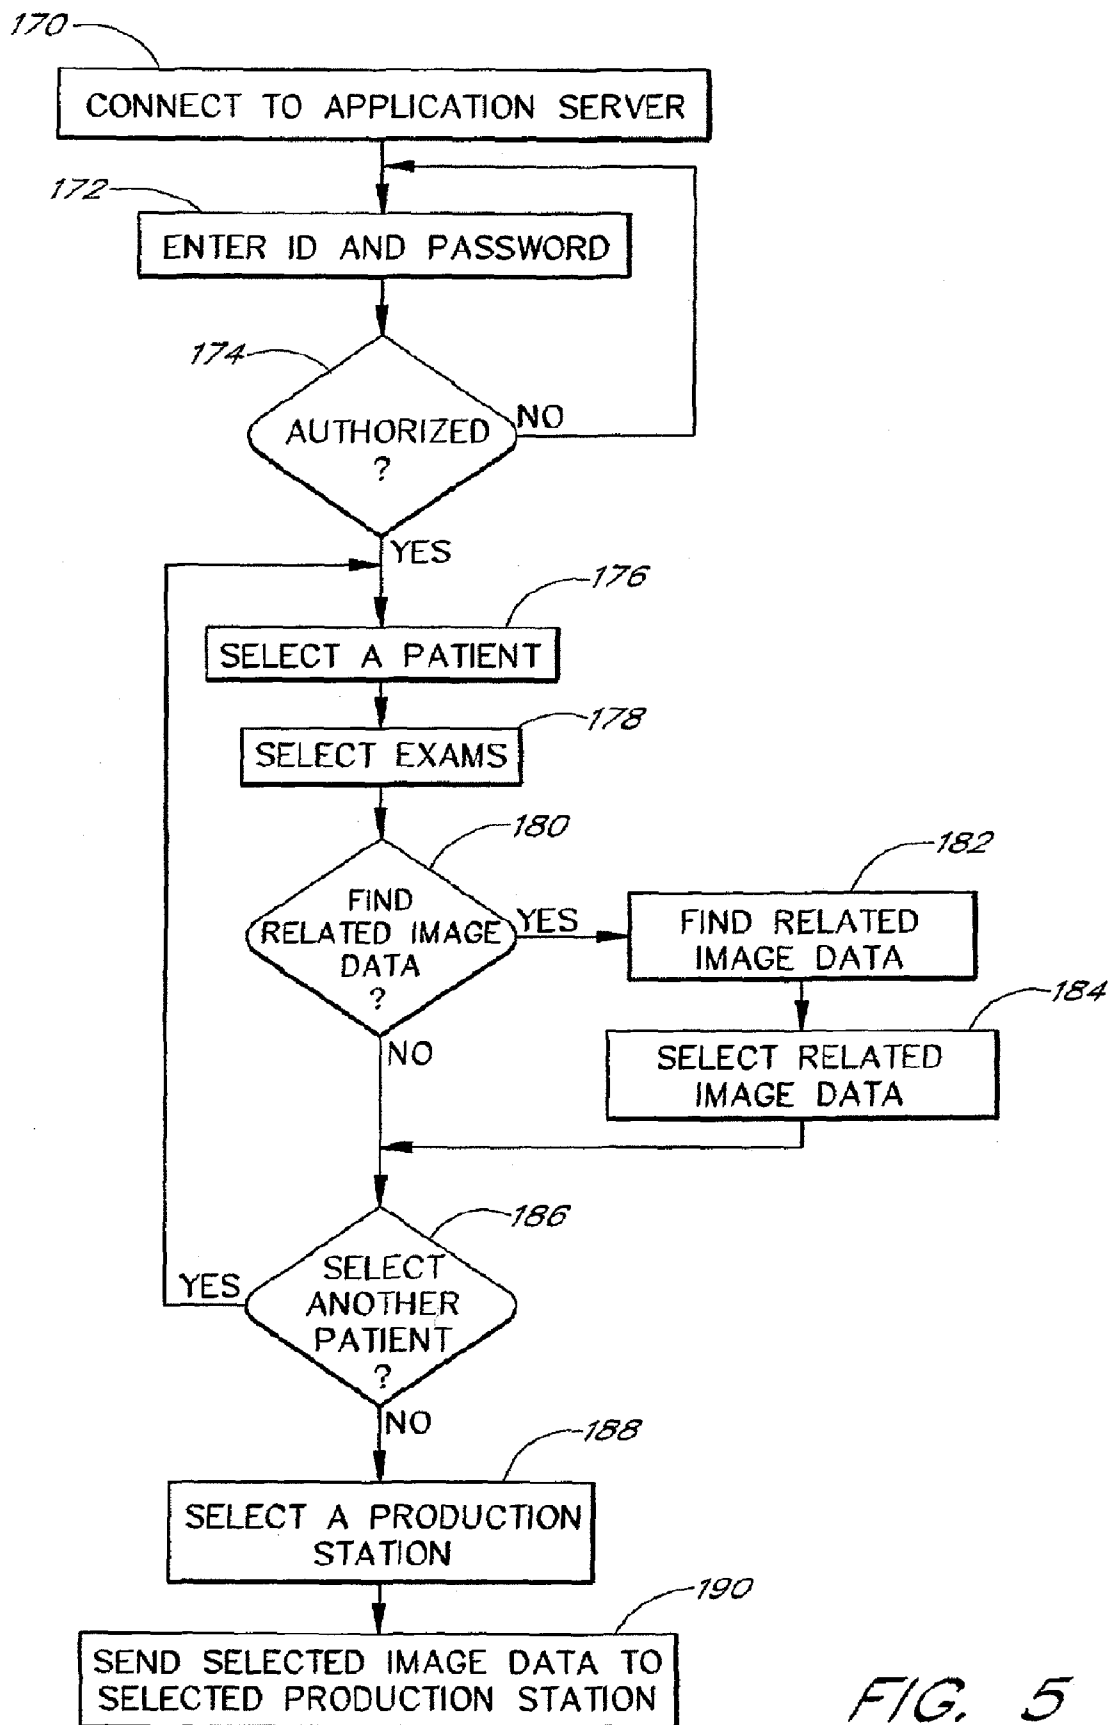 170
CONNECT TO APPLICATION SERVER
172
ENTER ID AND PASSWORD
174
AUTHORIZED
?
NO
YES
176
SELECT A PATIENT
178
SELECT EXAMS
180
FIND
RELATED IMAGE
DATA
?
YES
NO
182
FIND RELATED
IMAGE DATA
184
SELECT RELATED
IMAGE DATA
186
SELECT
ANOTHER
PATIENT
?
YES
NO
188
SELECT A PRODUCTION
STATION
190
SEND SELECTED IMAGE DATA TO
SELECTED PRODUCTION STATION
FIG. 5